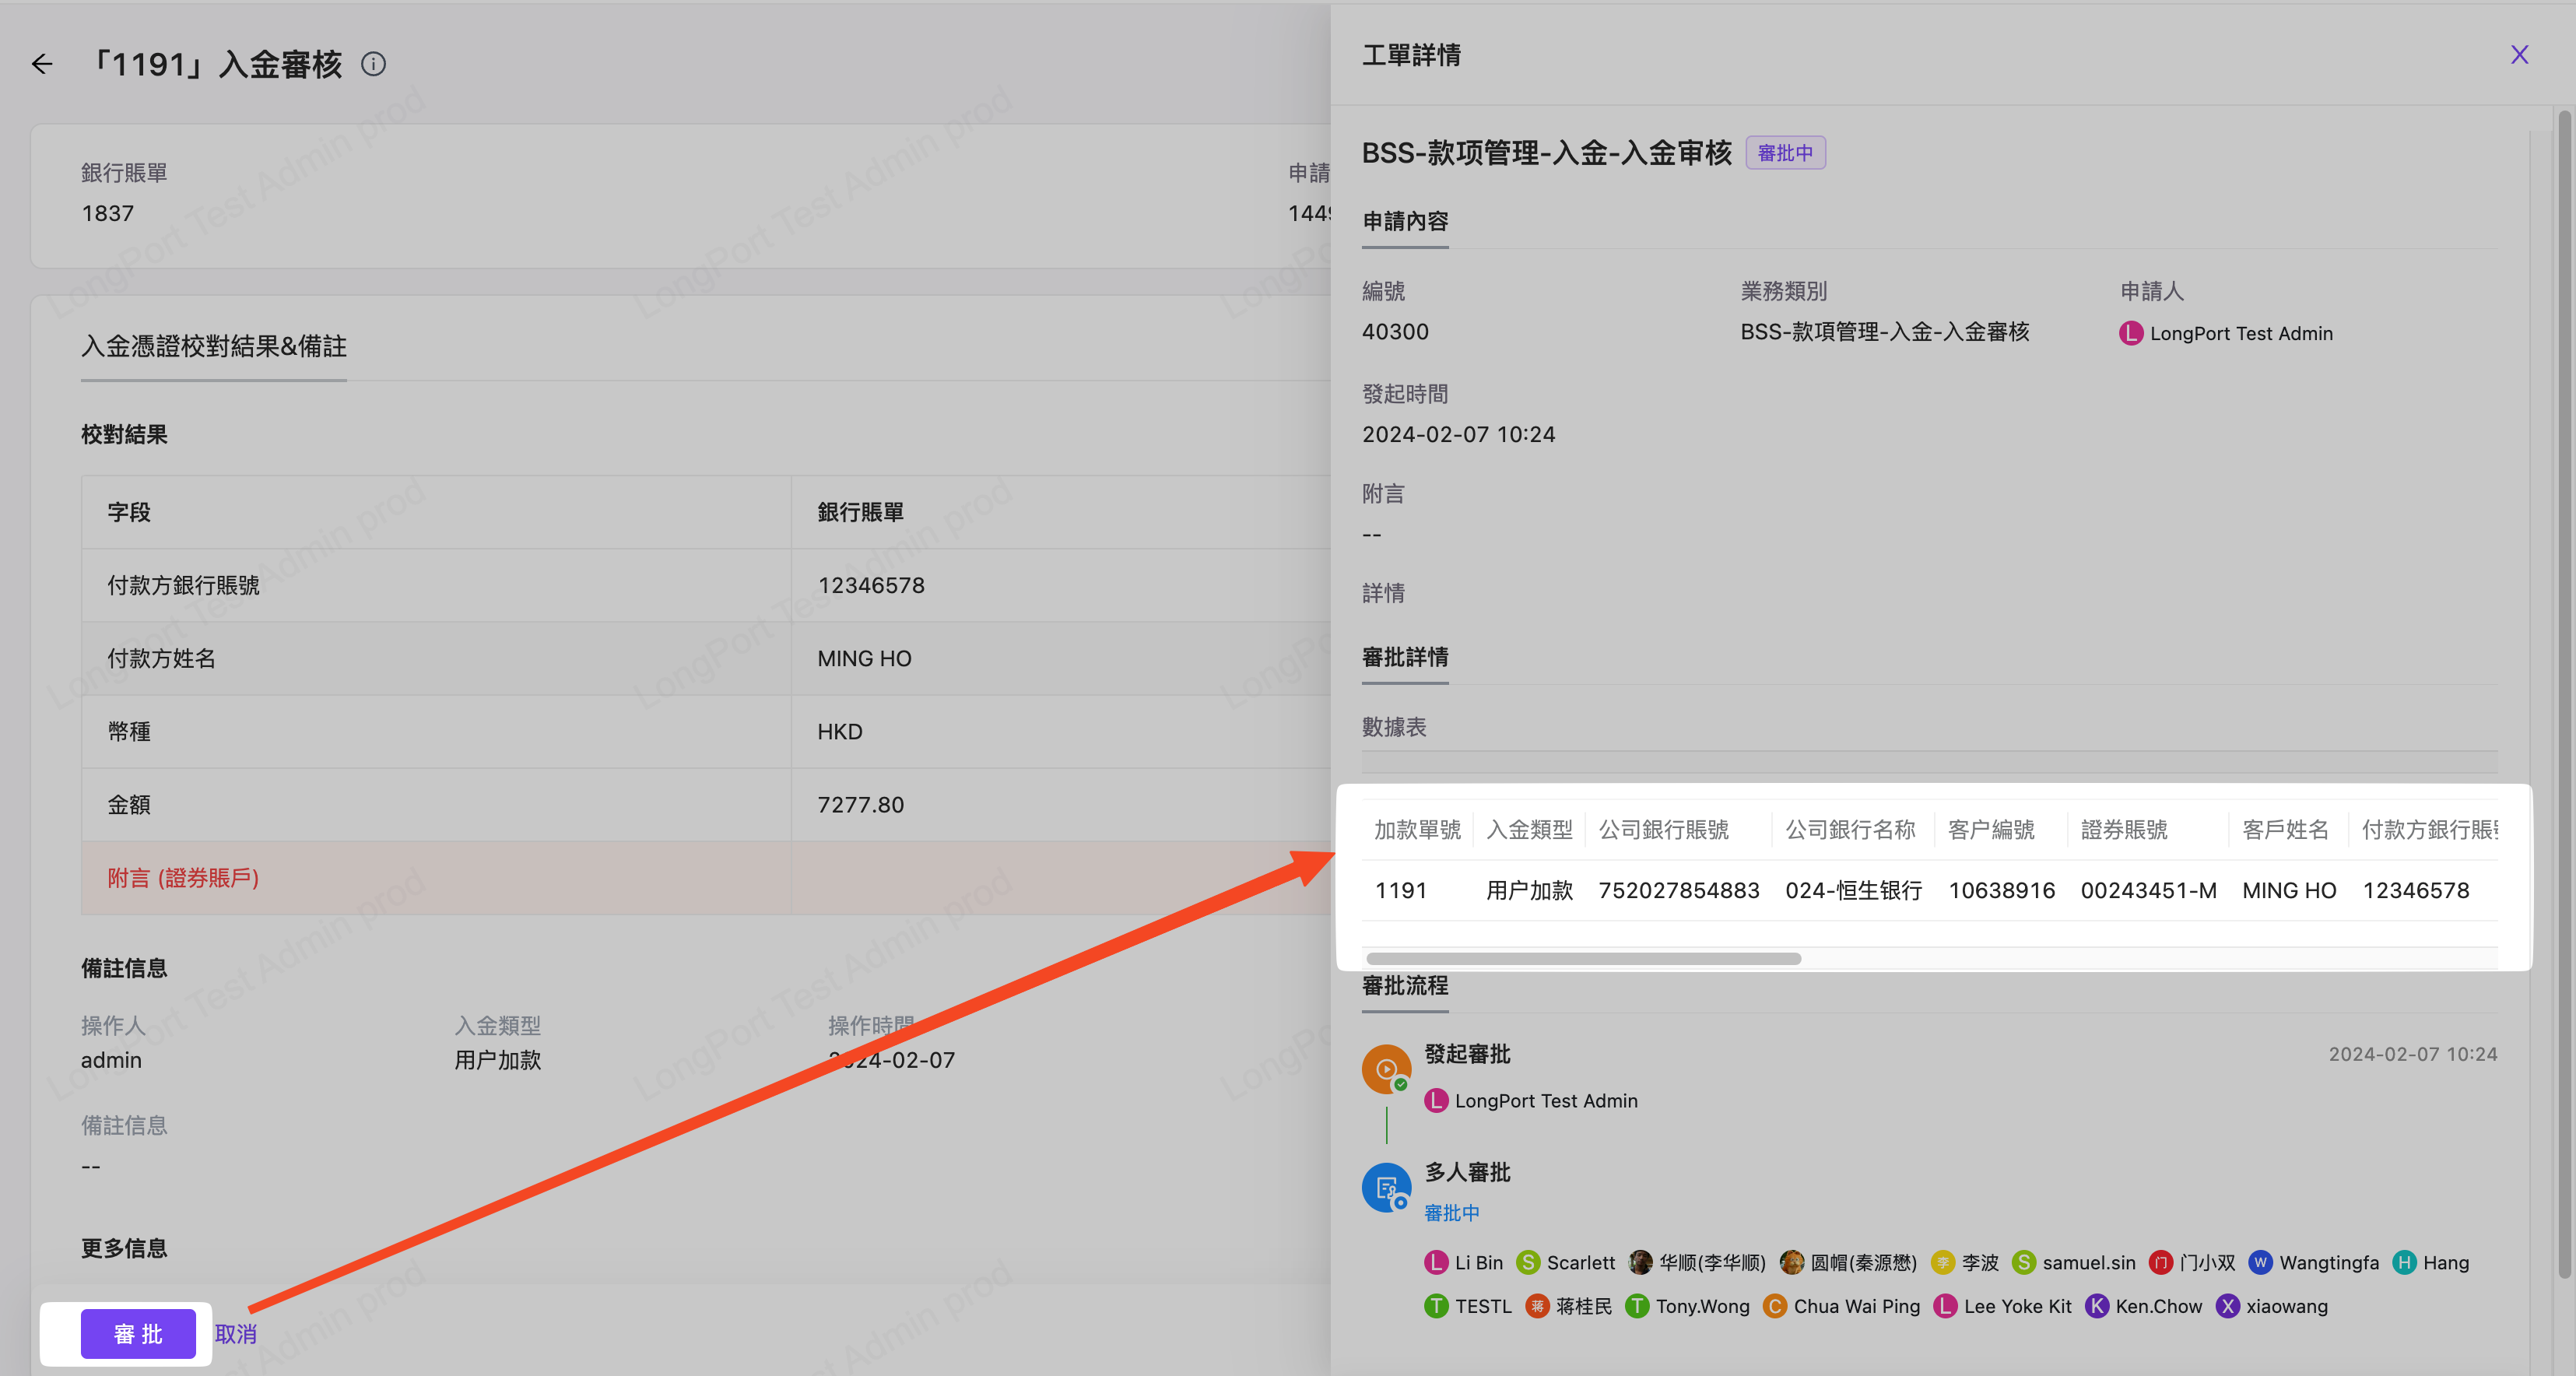 「1191」入金審核
銀行賬單
申請
1837
1449
入金憑證校對結果&備註
校對結果
字段
銀行賬單
付款方銀行賬號
12346578
付款方姓名
MING HO
幣種
HKD
金額
7277.80
附言 (證券賬戶)
備註信息
操作人
入金類型
操作時間
admin
用户加款
2024-02-07
備註信息
--
更多信息
審 批
取消
工單詳情
X
BSS-款项管理-入金-入金审核
審批中
申請內容
編號
業務類別
申請人
40300
BSS-款項管理-入金-入金審核
L LongPort Test Admin
發起時間
2024-02-07 10:24
附言
--
詳情
審批詳情
數據表
加款單號 入金類型 公司銀行賬號 公司銀行名称 客户編號 證券賬號 客戶姓名 付款方銀行賬號
1191 用户加款 752027854883 024-恒生银行 10638916 00243451-M MING HO 12346578
審批流程
發起審批
2024-02-07 10:24
L LongPort Test Admin
多人審批
審批中
L Li Bin S Scarlett 华顺(李华顺) 圆帽(秦源懋) 李 李波 S samuel.sin 门 门小双 W Wangtingfa H Hang
T TESTL 蒋 蒋桂民 T Tony.Wong C Chua Wai Ping L Lee Yoke Kit K Ken.Chow X xiaowang
LongPort Test Admin prod